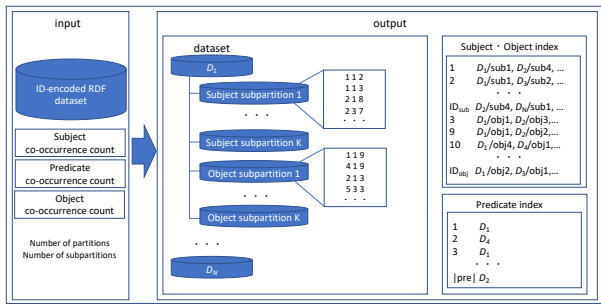 input
ID-encoded RDF
dataset
Subject
co-occurrence count
Predicate
co-occurrence count
Object
co-occurrence count
Number of partitions
Number of subpartitions
output
dataset
D1
Subject subpartition 1
. . .
Subject subpartition K
Object subpartition 1
. . .
Object subpartition K
. . .
DN
1 1 2
1 1 3
2 1 8
2 3 7
. . .
1 1 9
4 1 9
2 1 3
5 3 3
. . .
Subject・Object index
1 D1/sub1, D2/sub4, ...
2 D1/sub1, D3/sub2, ...
. . .
IDsub D2/sub4, DN/sub1, ...
3 D1/obj1, D2/obj3,...
9 D1/obj1, D2/obj2,...
10 D1/obj4, D4/obj1,...
. . .
IDobj D1/obj2, D3/obj1,...
Predicate index
1 D1
2 D4
3 D1
. . .
|pre| D2